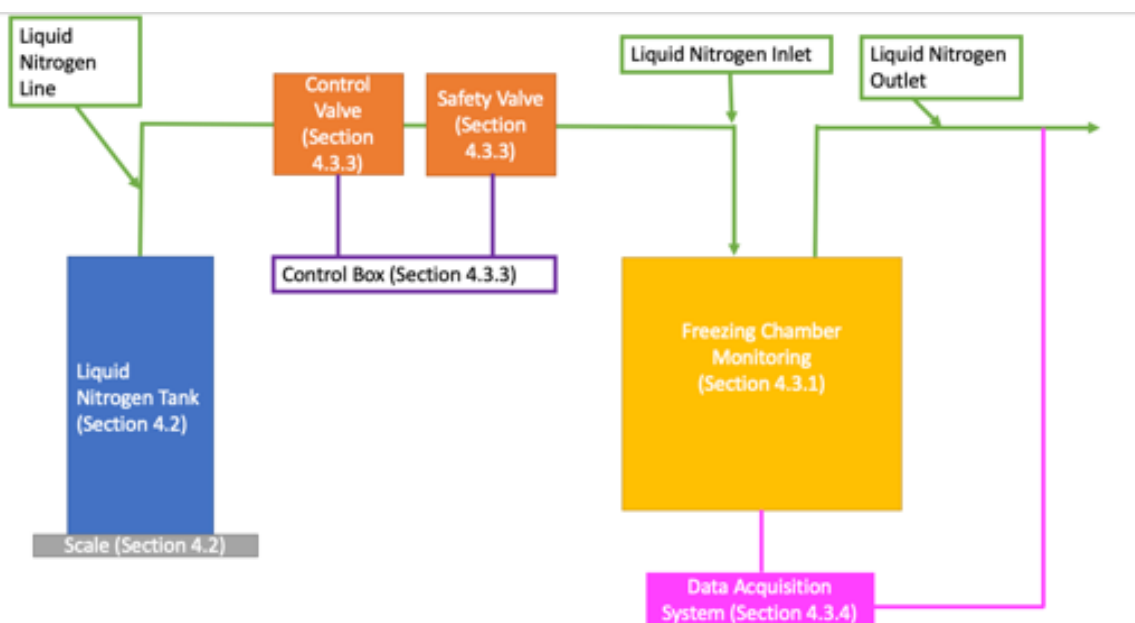 Liquid
Nitrogen
Line
Control
Valve
(Section
4.3.3)
Safety Valve
(Section
4.3.3)
Liquid Nitrogen Inlet
Liquid Nitrogen
Outlet
Control Box (Section 4.3.3)
Liquid
Nitrogen Tank
(Section 4.2)
Freezing Chamber
Monitoring
(Section 4.3.1)
Scale (Section 4.2)
Data Acquisition
System (Section 4.3.4)